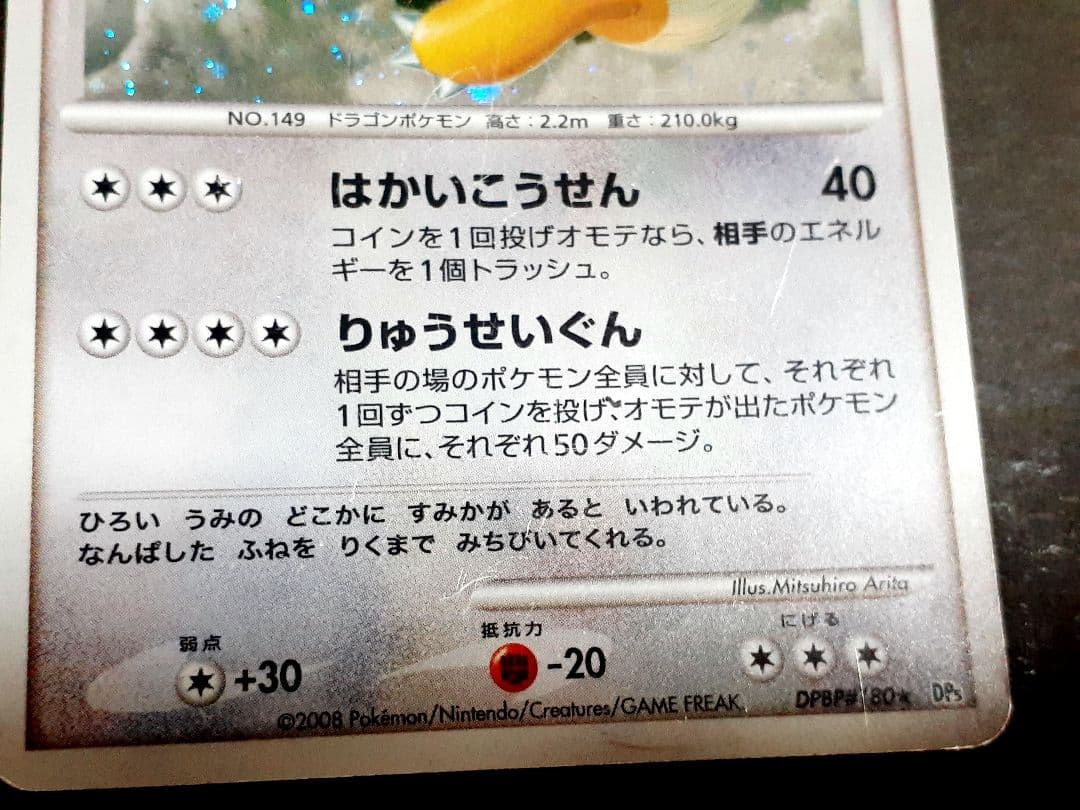 NO.149 ドラゴンポケモン 高さ:2.2m 重さ:210.0kg
はかいこうせん 40
コインを1回投げオモテなら、相手のエネル
ギーを1個トラッシュ。
りゅうせいぐん
相手の場のポケモン全員に対して、それぞれ
1回ずつコインを投げ、オモテが出たポケモン
全員に、それぞれ50ダメージ。
ひろい うみの どこかに すみかが あると いわれている。
なんぱした ふねを りくまで みちびいてくれる。
Illus.Mitsuhiro Arita
弱点 抵抗力 にげる
+30 -20
©2008 Pokémon/Nintendo/Creatures/GAME FREAK. DPBP#180★ DPs